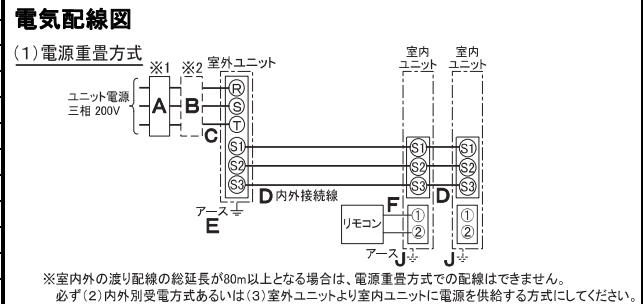 電気配線図
(1)電源重畳方式
※1 ※2 室外ユニット
室内ユニット 室内ユニット
ユニット電源
三相 200V
A B C
R
S
T
S1 S1 S1
S2 S2 S2
S3 S3 S3
D 内外接続線 D
アース
E
リモコン F
① ①
② ②
アース J J
※室内外の渡り配線の総延長が80m以上となる場合は、電源重畳方式での配線はできません。
必ず(2)内外別受電方式あるいは(3)室外ユニットより室内ユニットに電源を供給する方式にしてください。